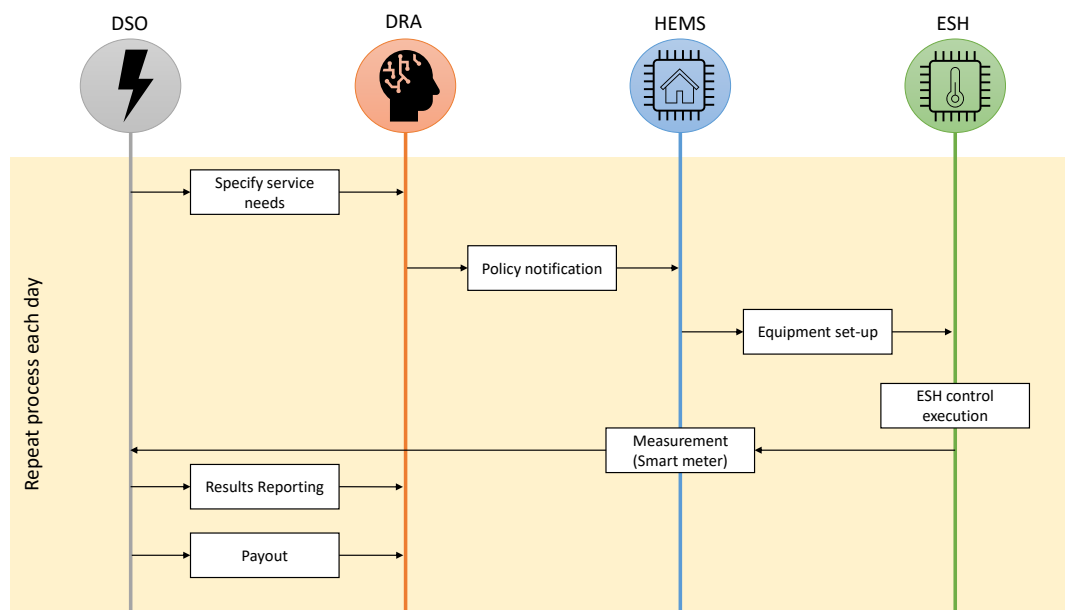 DSO
DRA
HEMS
ESH
Specify service
needs
Policy notification
Equipment set-up
ESH control
execution
Measurement
(Smart meter)
Results Reporting
Payout
Repeat process each day